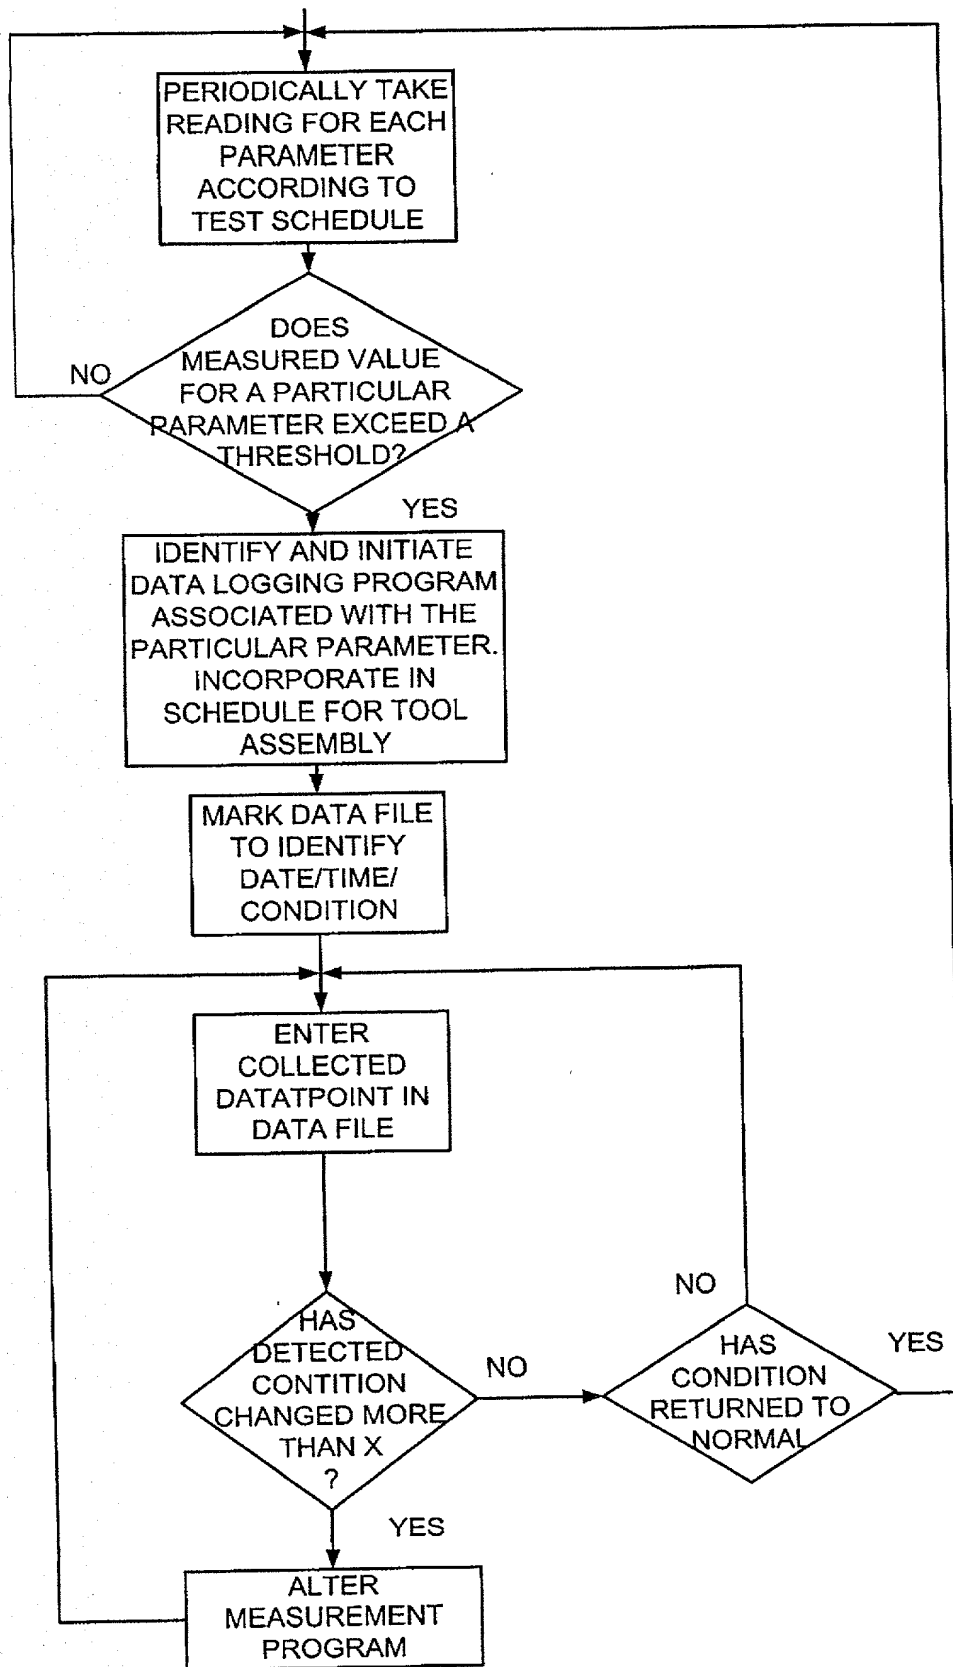 PERIODICALLY TAKE
READING FOR EACH
PARAMETER
ACCORDING TO
TEST SCHEDULE
DOES
MEASURED VALUE
FOR A PARTICULAR
PARAMETER EXCEED A
THRESHOLD?
NO
YES
IDENTIFY AND INITIATE
DATA LOGGING PROGRAM
ASSOCIATED WITH THE
PARTICULAR PARAMETER.
INCORPORATE IN
SCHEDULE FOR TOOL
ASSEMBLY
MARK DATA FILE
TO IDENTIFY
DATE/TIME/
CONDITION
ENTER
COLLECTED
DATATPOINT IN
DATA FILE
HAS
DETECTED
CONTITION
CHANGED MORE
THAN X
?
NO
YES
HAS
CONDITION
RETURNED TO
NORMAL
NO
YES
ALTER
MEASUREMENT
PROGRAM